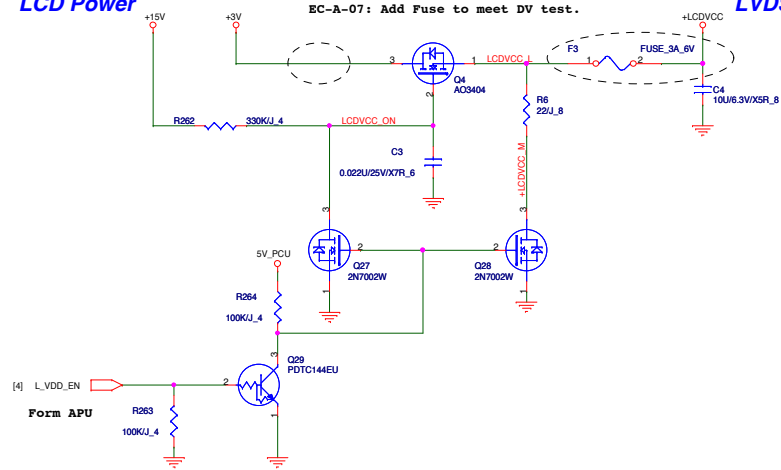 LCD Power
EC-A-07: Add Fuse to meet DV test.
+15V
+3V
+LCDVCC
3
1
LCDVCC_L
F3
FUSE_3A_6V
1
2
Q4
AO3404
2
R6
22/J_8
C4
10U/6.3V/X5R_8
R262
330K/J_4
LCDVCC_ON
C3
0.022U/25V/X7R_6
+LCDVCC_M
3
3
5V_PCU
2
2
Q27
2N7002W
Q28
2N7002W
1
1
R264
100K/J_4
3
Q29
PDTC144EU
[4]
L_VDD_EN
2
Form APU
R263
100K/J_4
1